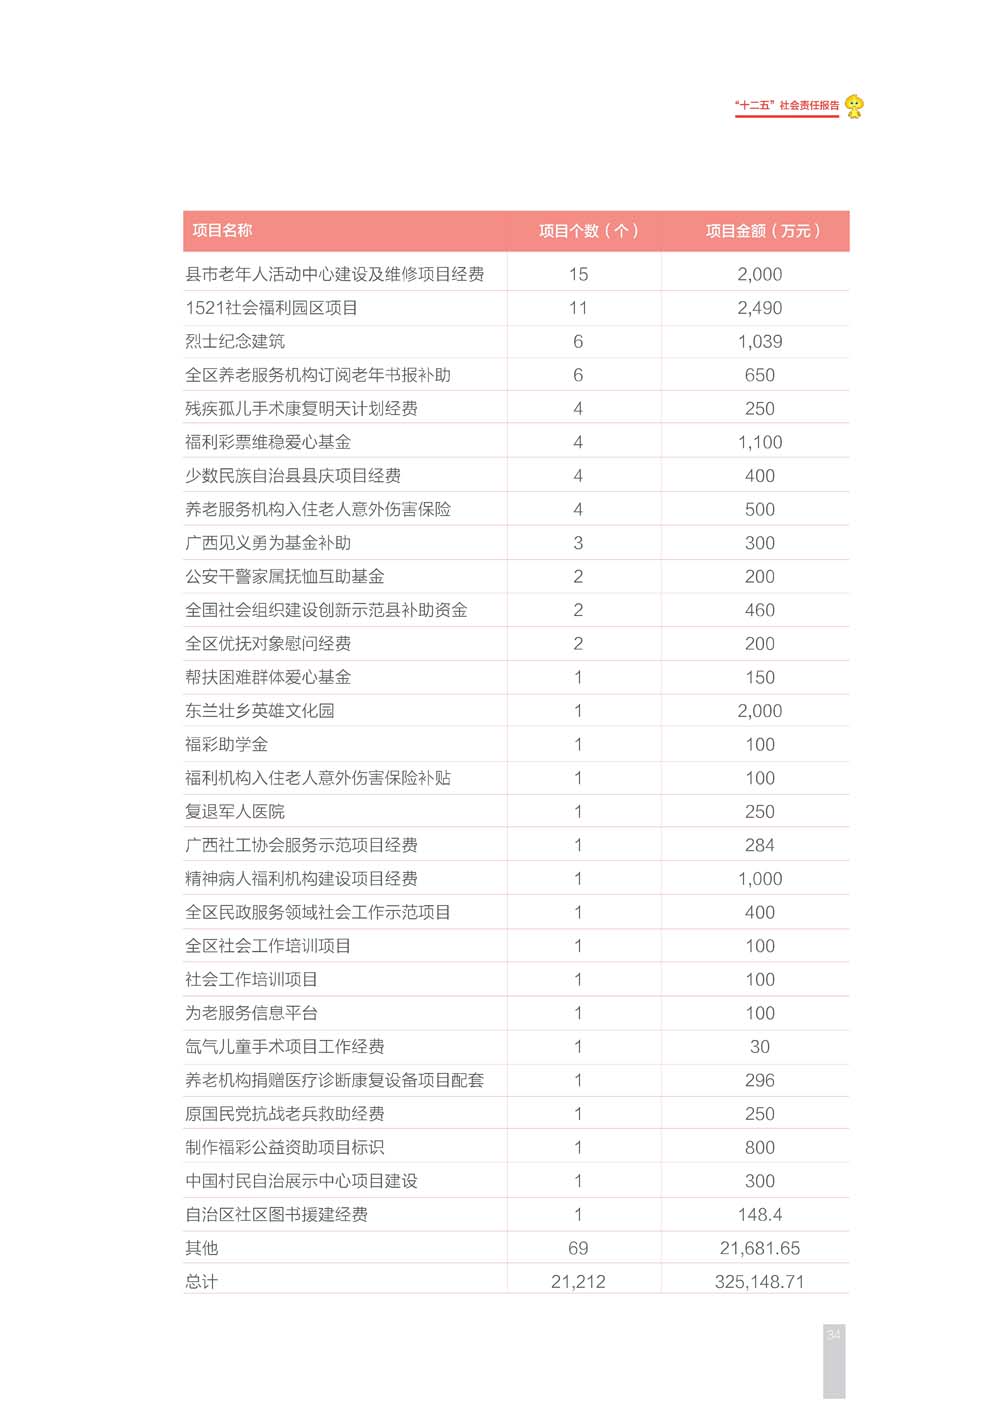 “十二五”社会责任报告
项目名称 项目个数（个） 项目金额（万元）
县市老年人活动中心建设及维修项目经费 15 2,000
1521社会福利园区项目 11 2,490
烈士纪念建筑 6 1,039
全区养老服务机构订阅老年书报补助 6 650
残疾孤儿手术康复明天计划经费 4 250
福利彩票维稳爱心基金 4 1,100
少数民族自治县县庆项目经费 4 400
养老服务机构入住老人意外伤害保险 4 500
广西见义勇为基金补助 3 300
公安干警家属抚恤互助基金 2 200
全国社会组织建设创新示范县补助资金 2 460
全区优抚对象慰问经费 2 200
帮扶困难群体爱心基金 1 150
东兰壮乡英雄文化园 1 2,000
福彩助学金 1 100
福利机构入住老人意外伤害保险补贴 1 100
复退军人医院 1 250
广西社工协会服务示范项目经费 1 284
精神病人福利机构建设项目经费 1 1,000
全区民政服务领域社会工作示范项目 1 400
全区社会工作培训项目 1 100
社会工作培训项目 1 100
为老服务信息平台 1 100
氙气儿童手术项目工作经费 1 30
养老机构捐赠医疗诊断康复设备项目配套 1 296
原国民党抗战老兵救助经费 1 250
制作福彩公益资助项目标识 1 800
中国村民自治展示中心项目建设 1 300
自治区社区图书援建经费 1 148.4
其他 69 21,681.65
总计 21,212 325,148.71
34